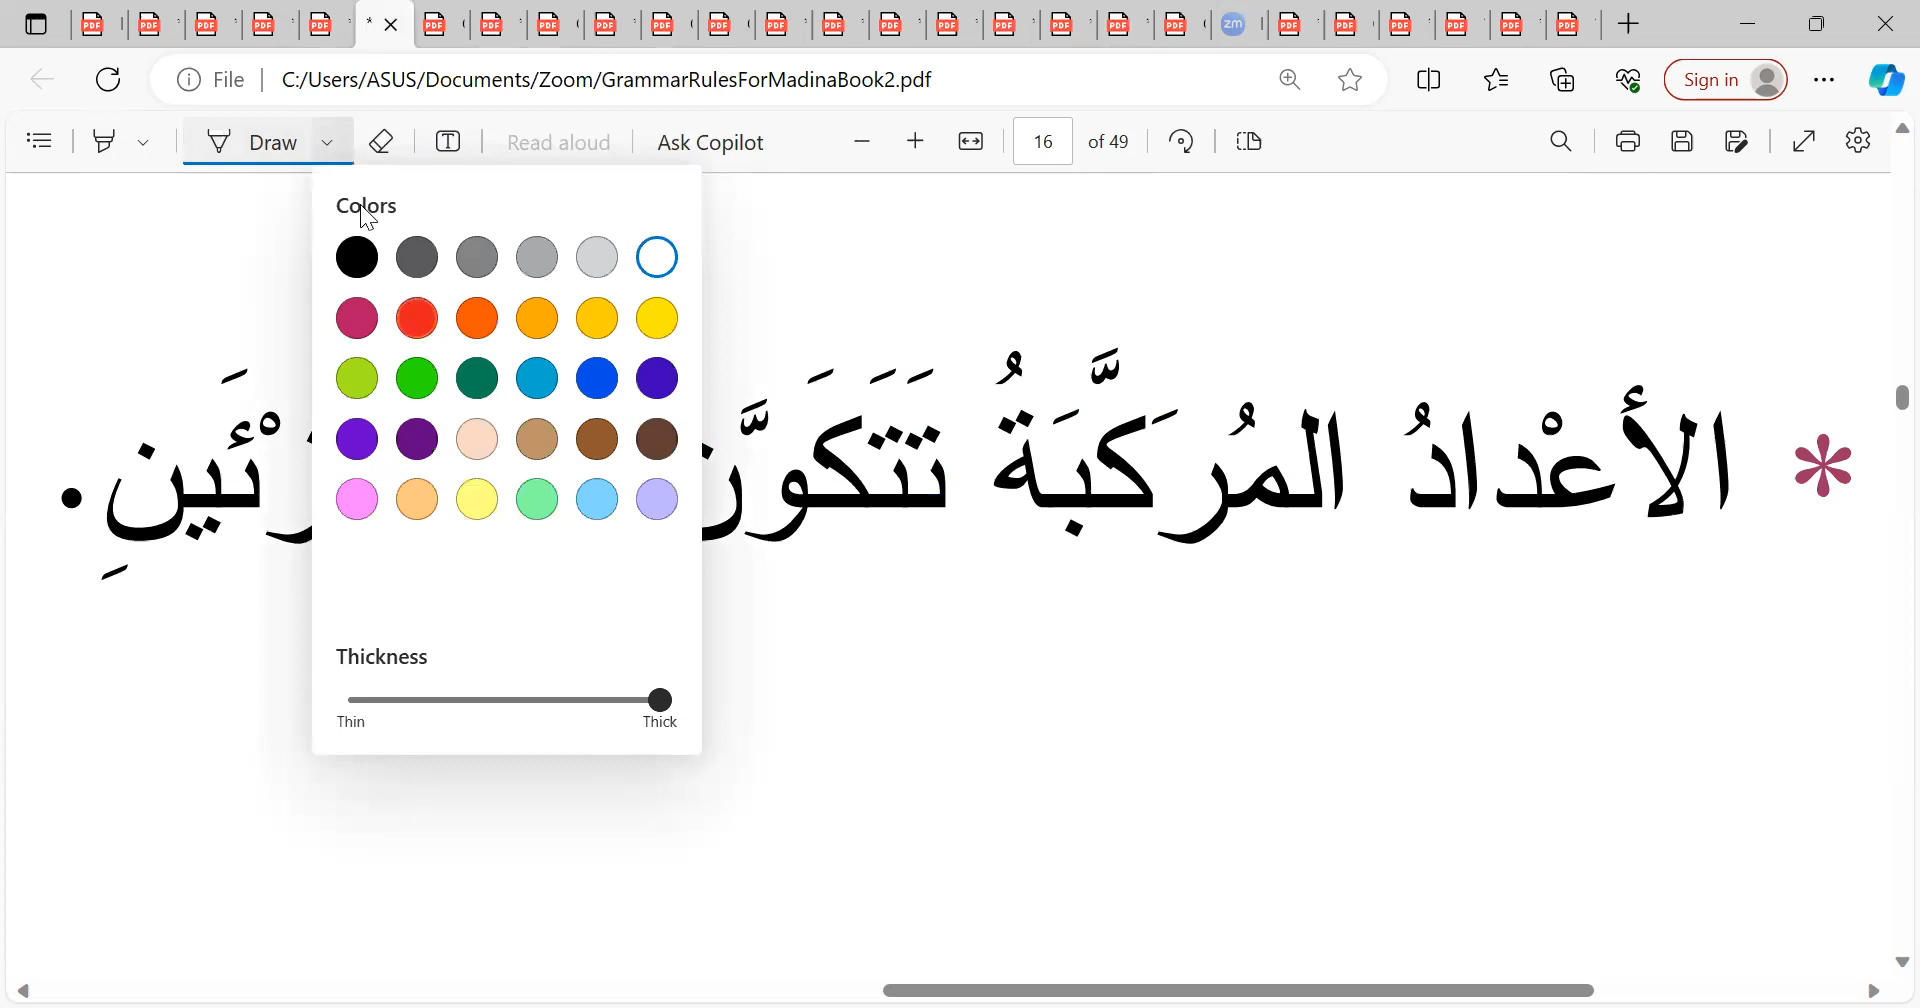 File
C:/Users/ASUS/Documents/Zoom/GrammarRulesForMadinaBook2.pdf
Sign in
Draw
Read aloud
Ask Copilot
16
of 49
Colors
الأَعْدادُ المُرَكَّبَةُ تَتَكَوَّن
Thickness
Thin
Thick